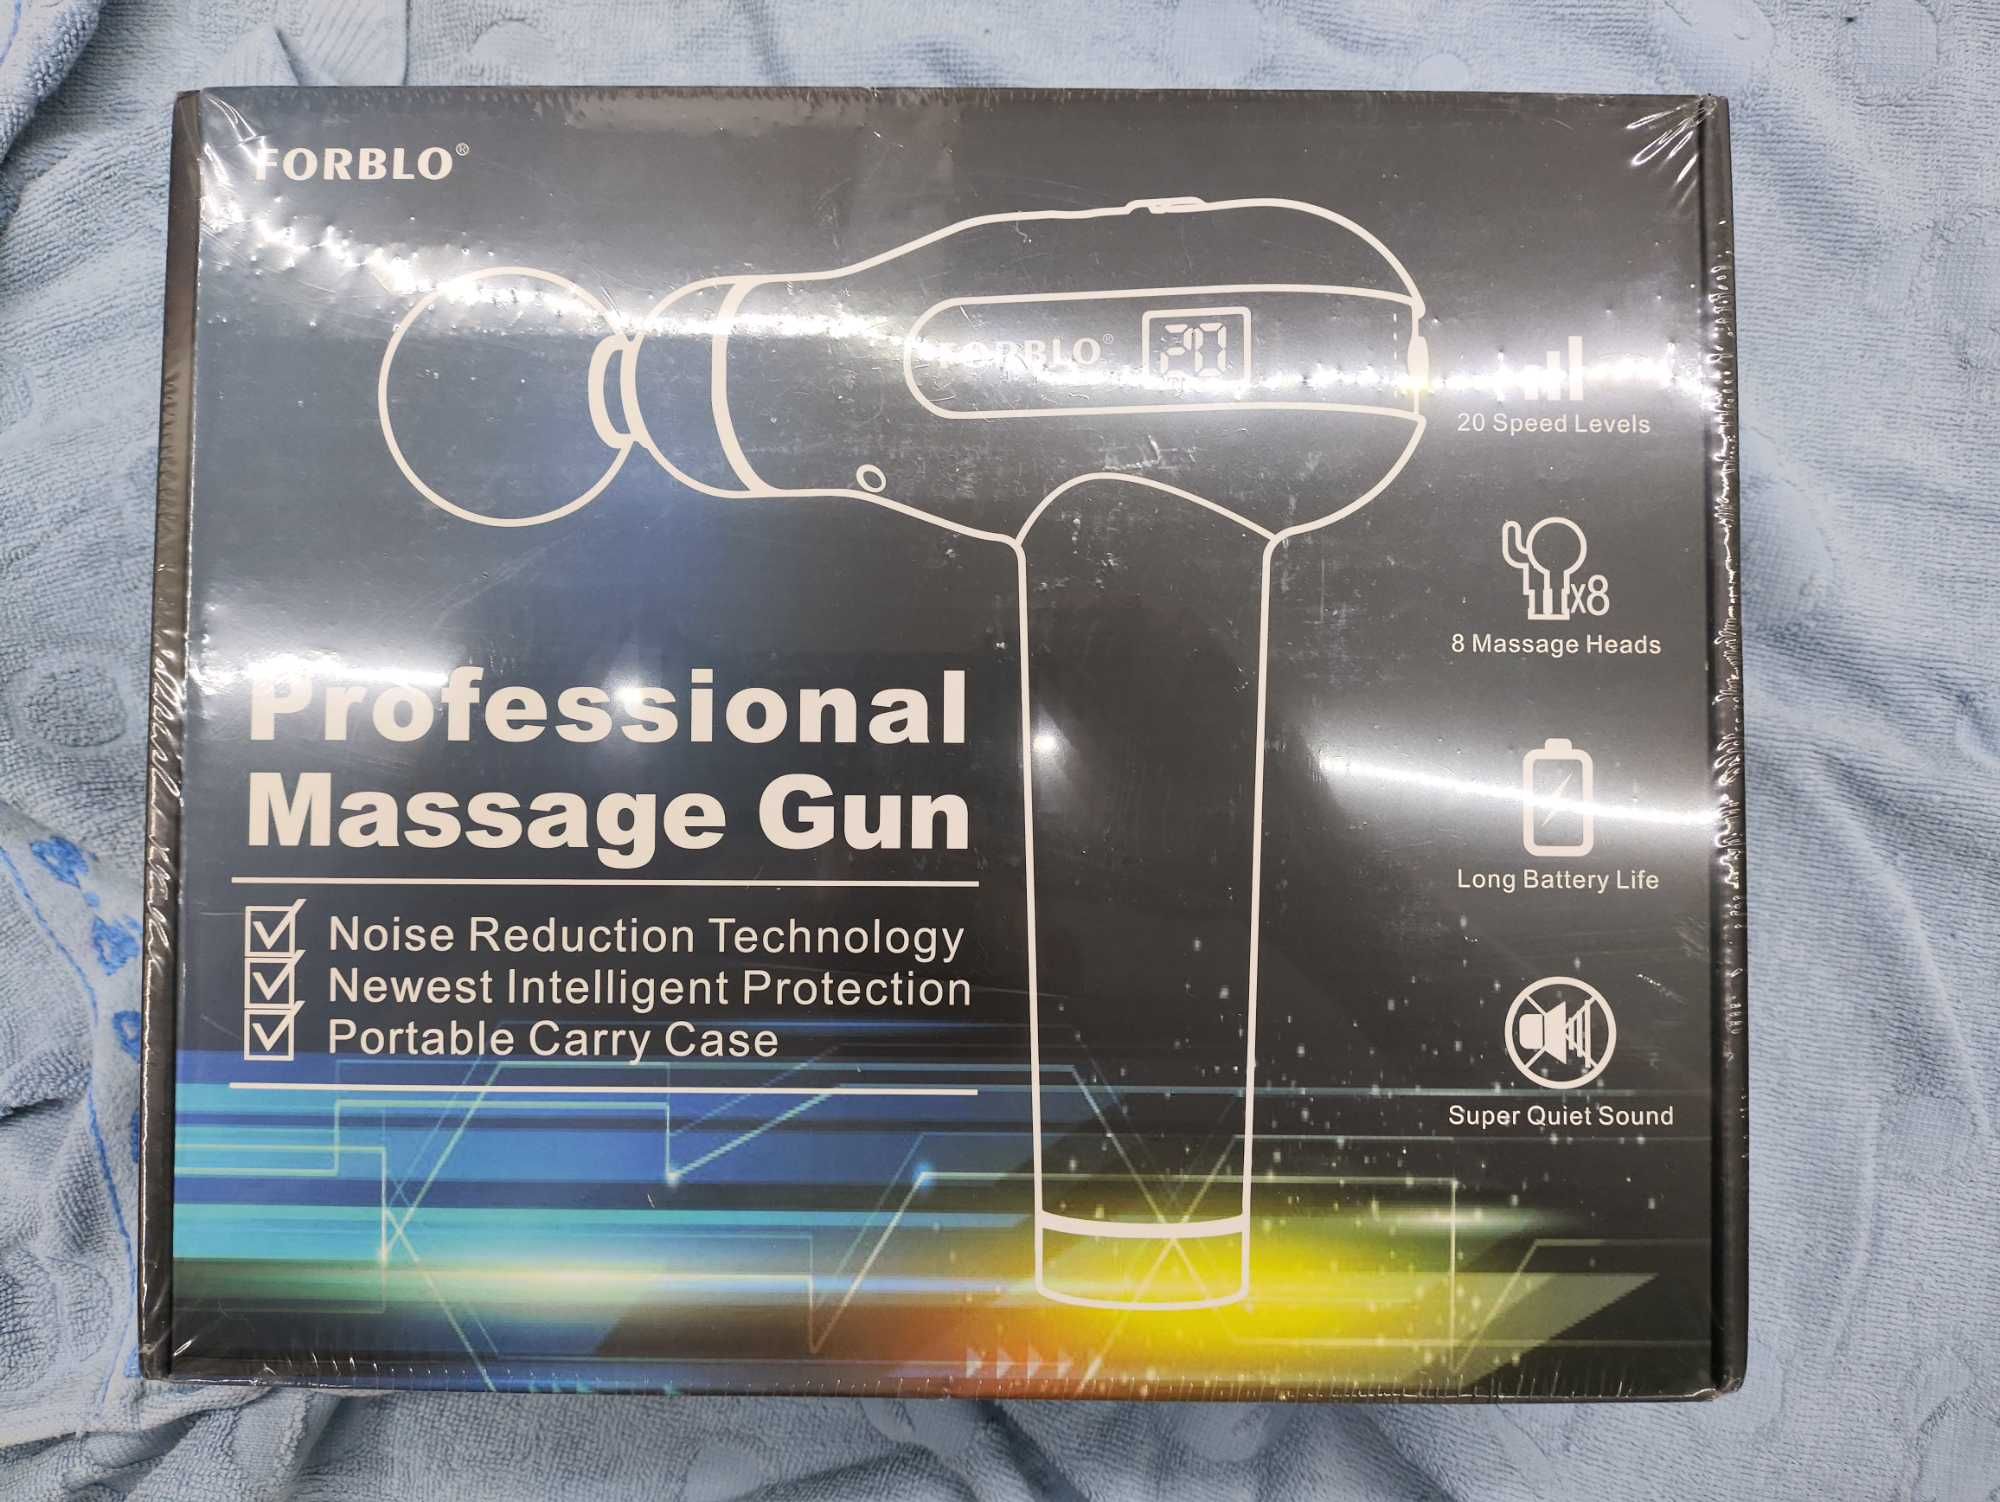 FORBLO®
FORBLO® 20
20 Speed Levels
x8
8 Massage Heads
Long Battery Life
Super Quiet Sound
Professional
Massage Gun
Noise Reduction Technology
Newest Intelligent Protection
Portable Carry Case